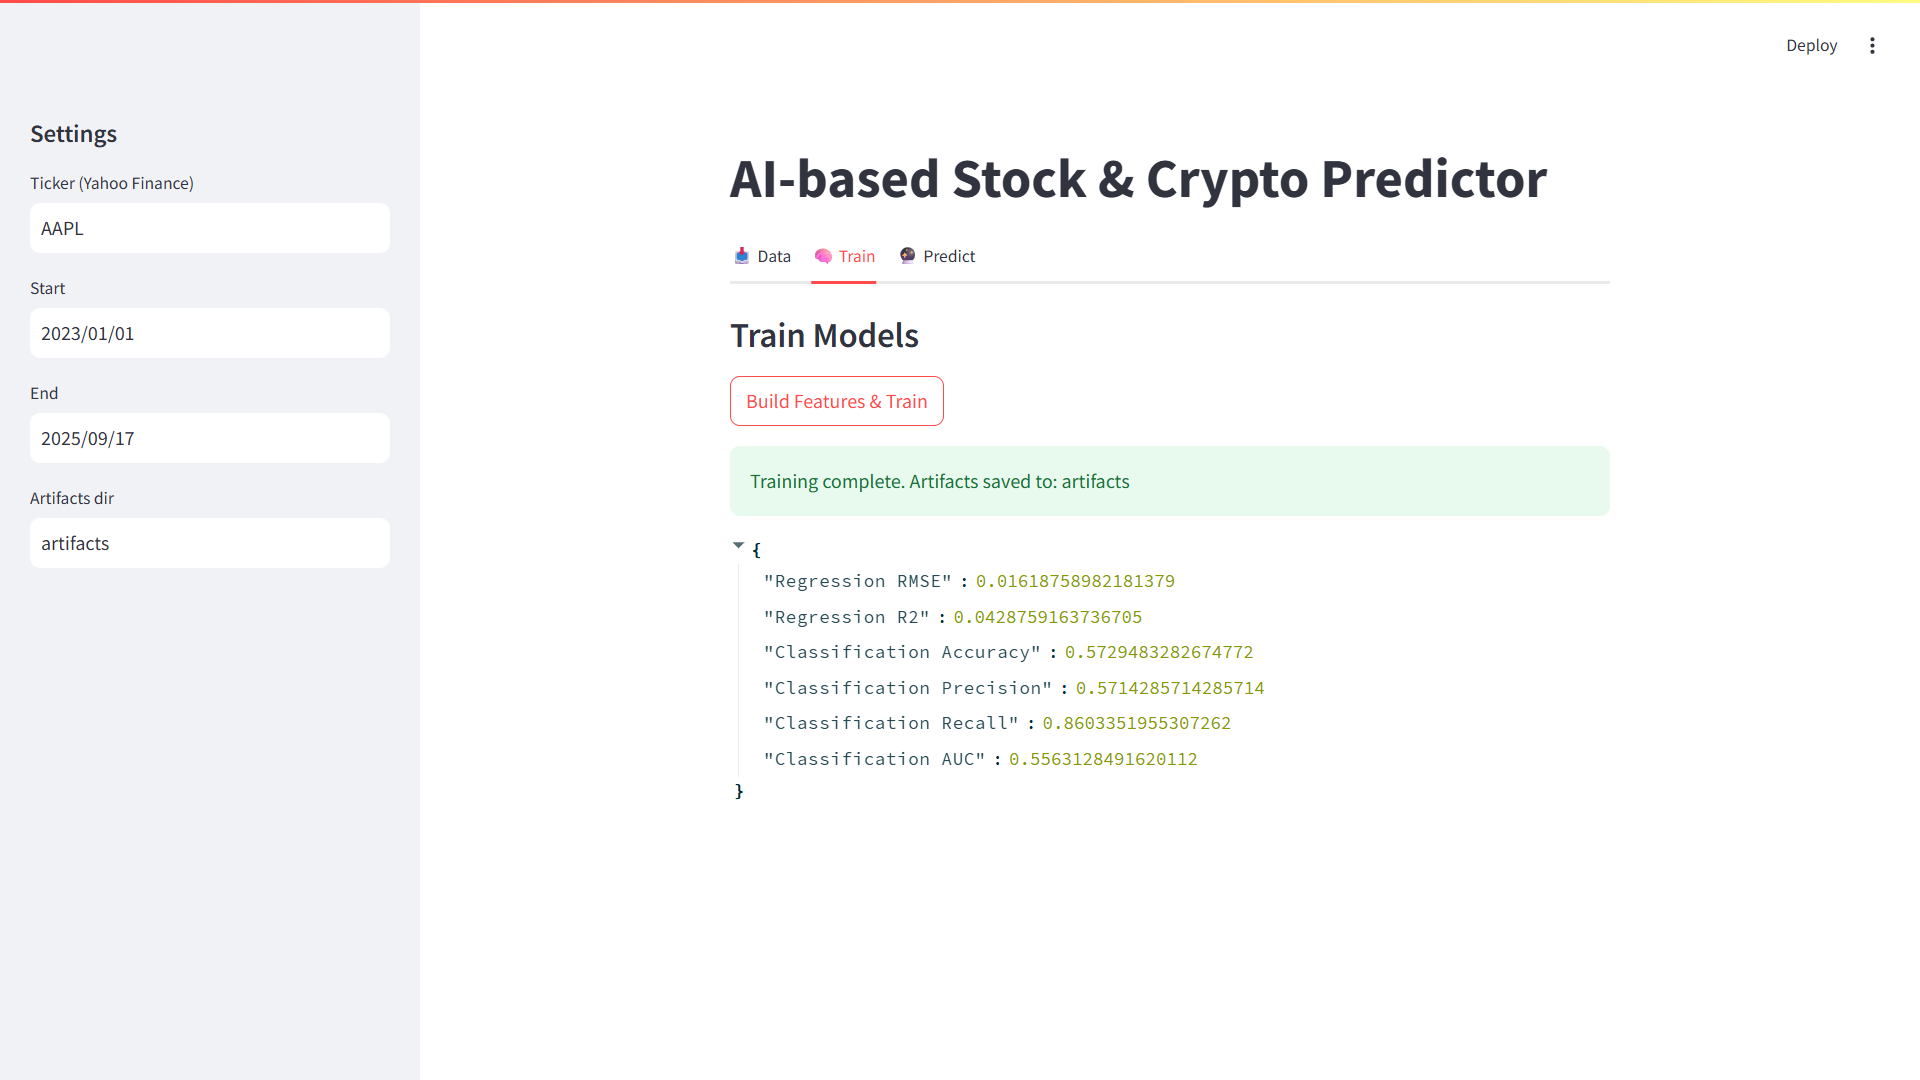 Deploy
Settings
Ticker (Yahoo Finance)
AAPL
Start
2023/01/01
End
2025/09/17
Artifacts dir
artifacts
AI-based Stock & Crypto Predictor
Data Train Predict
Train Models
Build Features & Train
Training complete. Artifacts saved to: artifacts
{
"Regression RMSE" : 0.01618758982181379
"Regression R2" : 0.0428759163736705
"Classification Accuracy" : 0.5729483282674772
"Classification Precision" : 0.5714285714285714
"Classification Recall" : 0.8603351955307262
"Classification AUC" : 0.5563128491620112
}